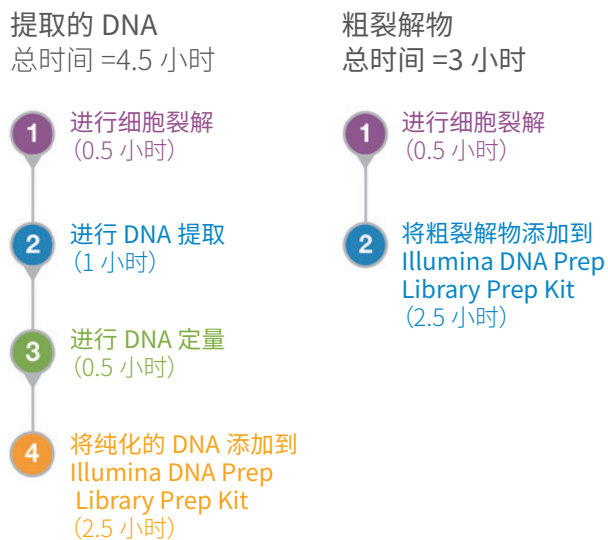 提取的 DNA
总时间 =4.5 小时
1
进行细胞裂解
（0.5 小时）
2
进行 DNA 提取
（1 小时）
3
进行 DNA 定量
（0.5 小时）
4
将纯化的 DNA 添加到
Illumina DNA Prep
Library Prep Kit
（2.5 小时）
粗裂解物
总时间 =3 小时
1
进行细胞裂解
（0.5 小时）
2
将粗裂解物添加到
Illumina DNA Prep
Library Prep Kit
（2.5 小时）